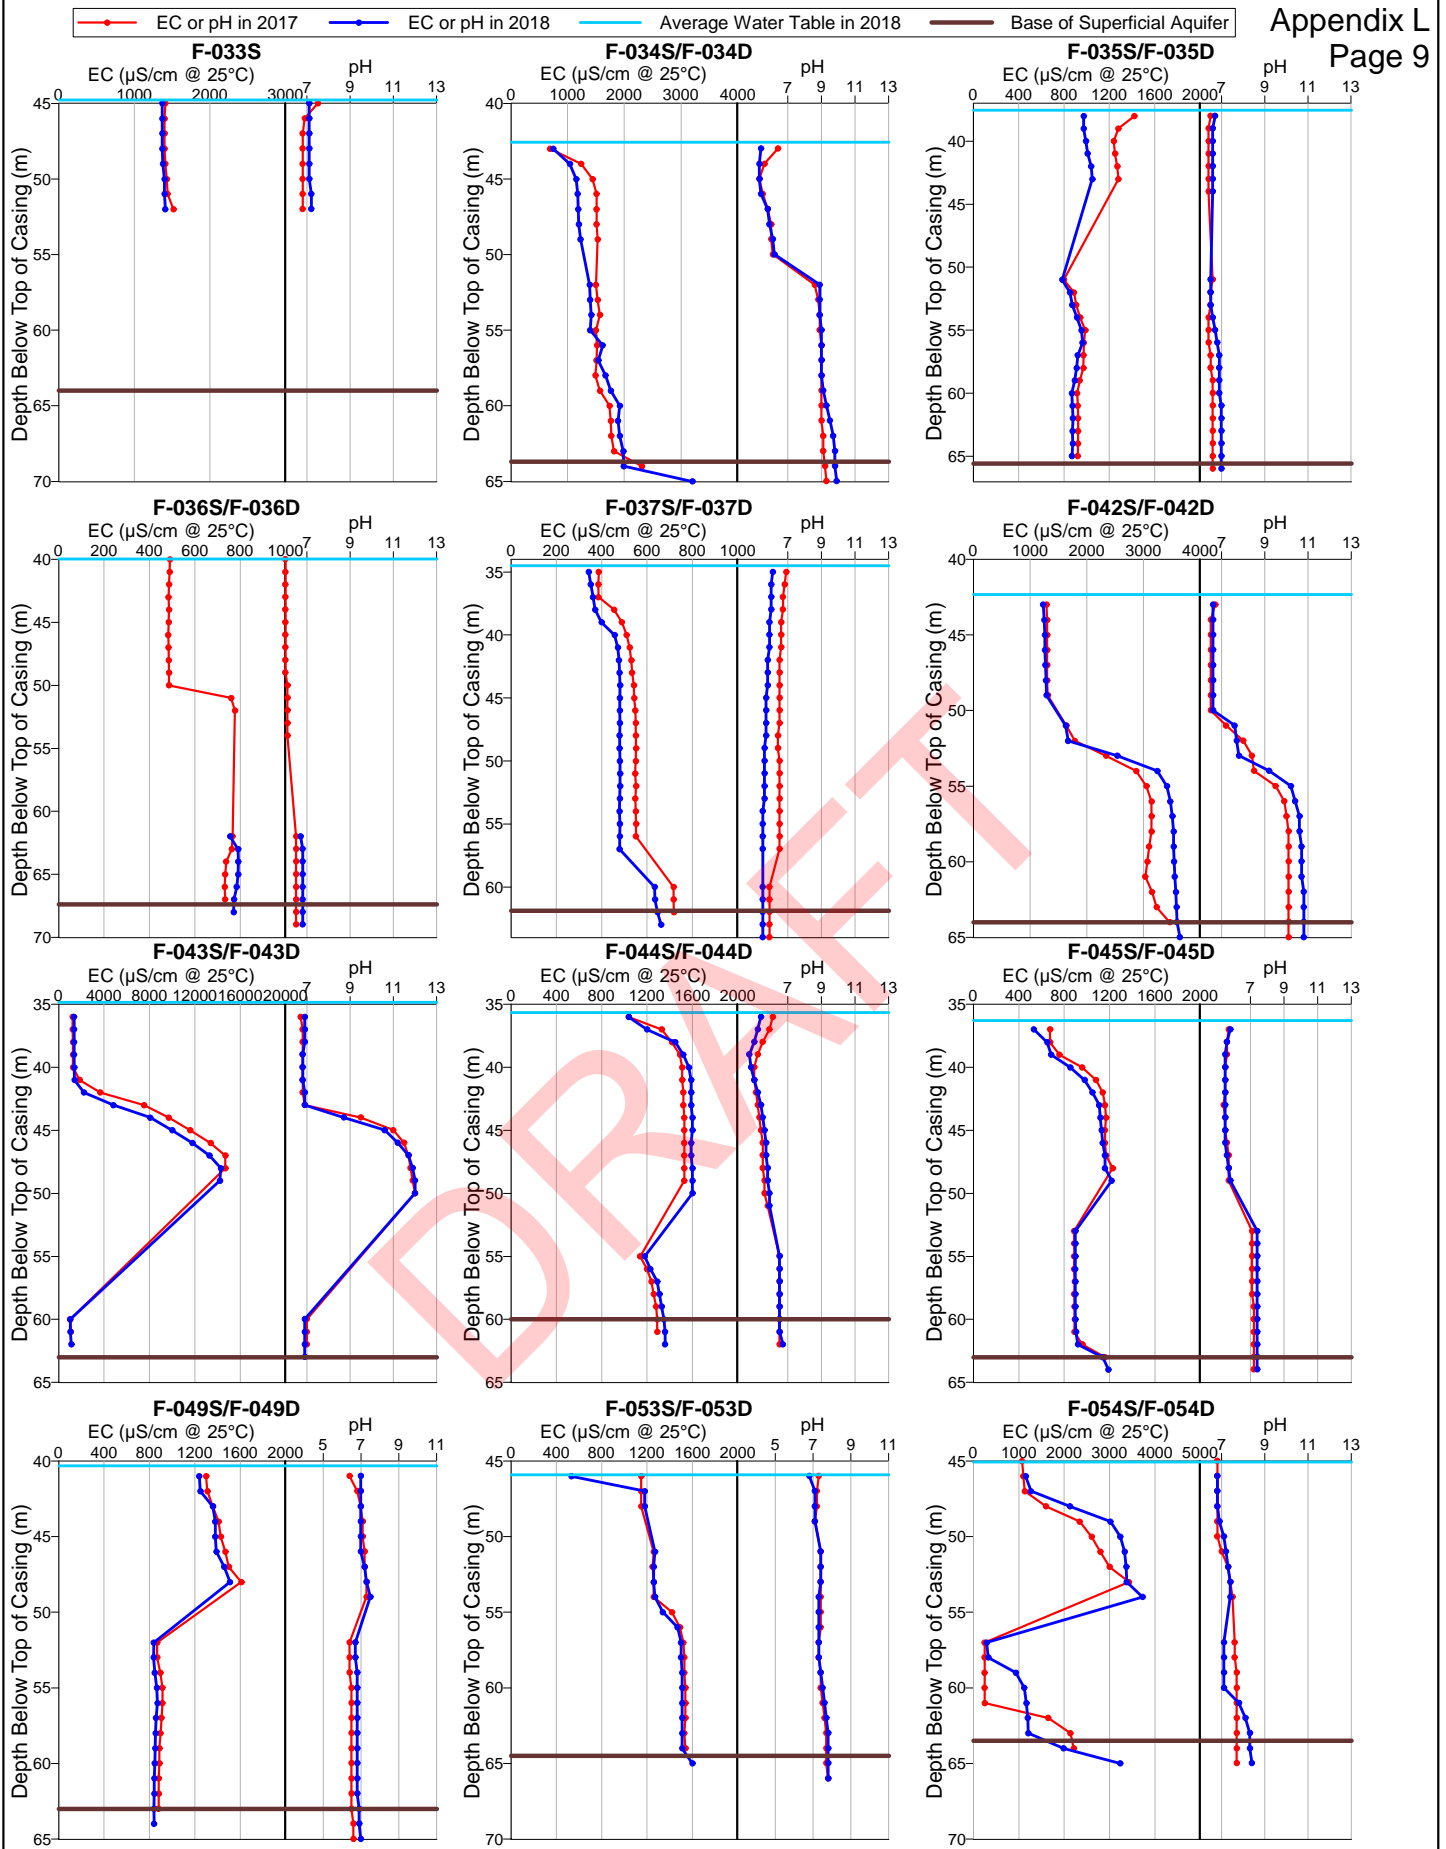 EC or pH in 2017 EC or pH in 2018 Average Water Table in 2018 Base of Superficial Aquifer
Appendix L
Page 9
F-033S
EC (µS/cm @ 25°C) pH
0 1000 2000 3000 7 9 11 13
45
50
55
60
65
70
Depth Below Top of Casing (m)
F-034S/F-034D
EC (µS/cm @ 25°C) pH
0 1000 2000 3000 4000 7 9 11 13
40
45
50
55
60
65
Depth Below Top of Casing (m)
F-035S/F-035D
EC (µS/cm @ 25°C) pH
0 400 800 1200 1600 2000 7 9 11 13
40
45
50
55
60
65
Depth Below Top of Casing (m)
F-036S/F-036D
EC (µS/cm @ 25°C) pH
0 200 400 600 800 1000 7 9 11 13
40
45
50
55
60
65
70
Depth Below Top of Casing (m)
F-037S/F-037D
EC (µS/cm @ 25°C) pH
0 200 400 600 800 1000 7 9 11 13
35
40
45
50
55
60
Depth Below Top of Casing (m)
F-042S/F-042D
EC (µS/cm @ 25°C) pH
0 1000 2000 3000 4000 7 9 11 13
40
45
50
55
60
65
Depth Below Top of Casing (m)
F-043S/F-043D
EC (µS/cm @ 25°C) pH
0 4000 8000 12000 16000 20000 7 9 11 13
35
40
45
50
55
60
65
Depth Below Top of Casing (m)
F-044S/F-044D
EC (µS/cm @ 25°C) pH
0 400 800 1200 1600 2000 7 9 11 13
35
40
45
50
55
60
65
Depth Below Top of Casing (m)
F-045S/F-045D
EC (µS/cm @ 25°C) pH
0 400 800 1200 1600 2000 7 9 11 13
35
40
45
50
55
60
65
Depth Below Top of Casing (m)
F-049S/F-049D
EC (µS/cm @ 25°C) pH
0 400 800 1200 1600 2000 5 7 9 11
40
45
50
55
60
65
Depth Below Top of Casing (m)
F-053S/F-053D
EC (µS/cm @ 25°C) pH
0 400 800 1200 1600 2000 5 7 9 11
45
50
55
60
65
70
Depth Below Top of Casing (m)
F-054S/F-054D
EC (µS/cm @ 25°C) pH
0 1000 2000 3000 4000 5000 7 9 11 13
45
50
55
60
65
70
Depth Below Top of Casing (m)
DRAFT